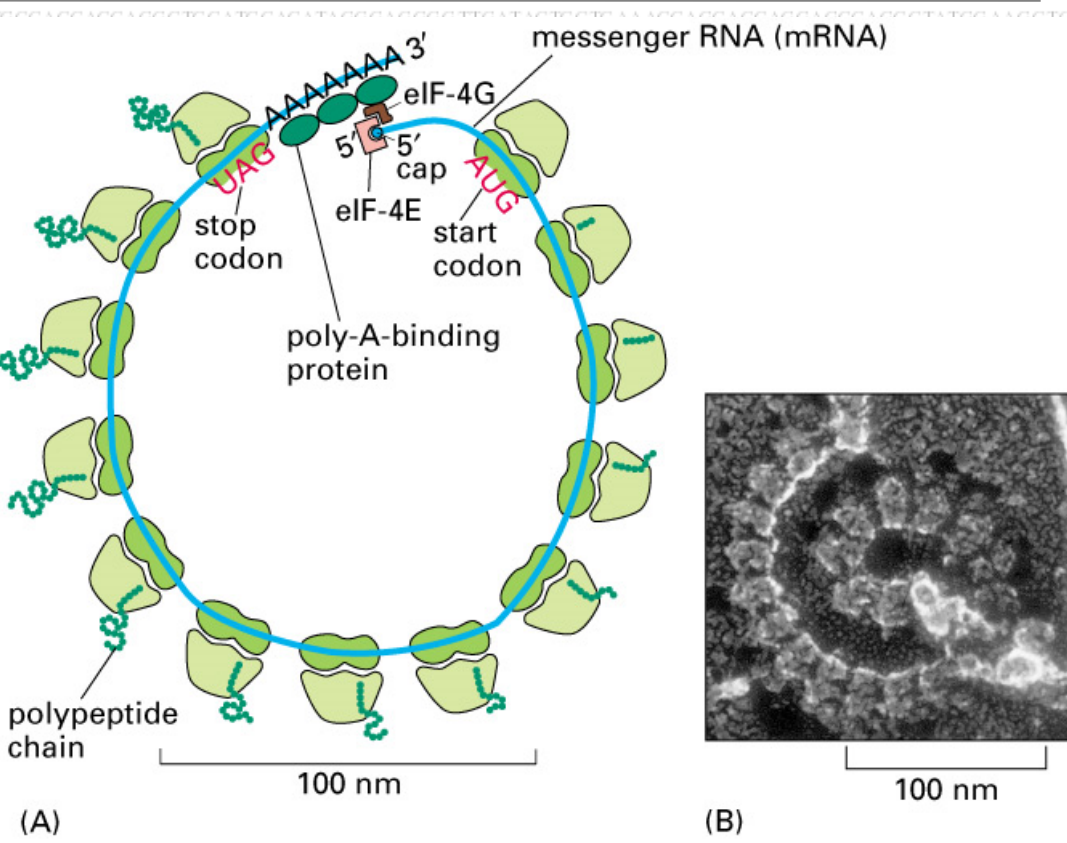 messenger RNA (mRNA)
AAAAAAA 3′
eIF-4G
5′
5′
cap
eIF-4E
UAG
AUG
stop
codon
start
codon
poly-A-binding
protein
polypeptide
chain
100 nm
100 nm
(A)
(B)